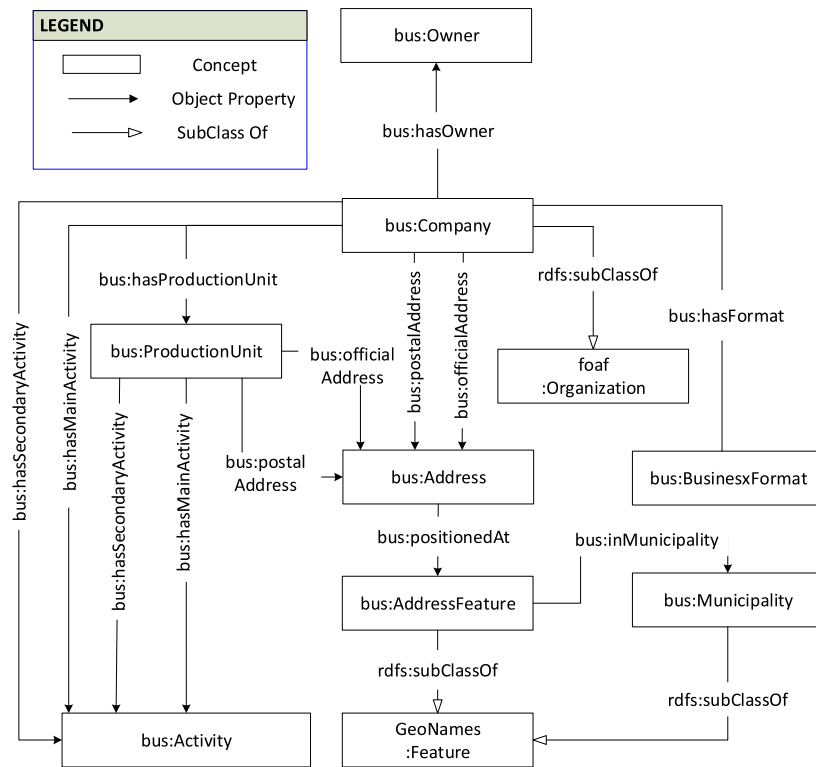 LEGEND
Concept
Object Property
SubClass Of
bus:Owner
bus:hasOwner
bus:Company
bus:hasProductionUnit
rdfs:subClassOf
bus:hasFormat
bus:hasSecondaryActivity
bus:hasMainActivity
bus:postalAddress
bus:officialAddress
bus:ProductionUnit
bus:official
Address
foaf
:Organization
bus:hasSecondaryActivity
bus:hasMainActivity
bus:postal
Address
bus:Address
bus:BusinexFormat
bus:positionedAt
bus:inMunicipality
bus:AddressFeature
bus:Municipality
rdfs:subClassOf
rdfs:subClassOf
bus:Activity
GeoNames
:Feature